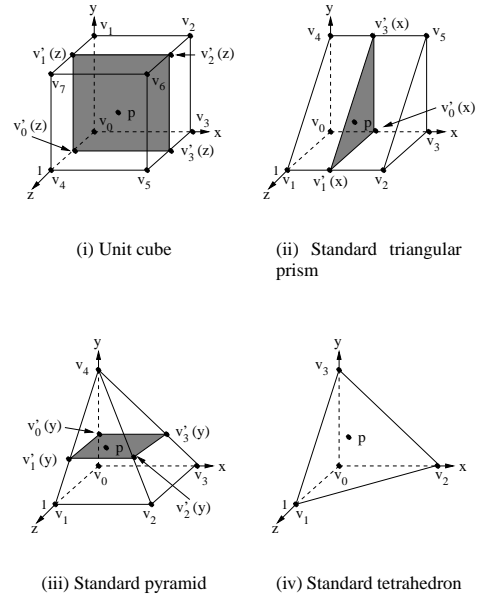 y
v1
v2
v'1(z)
v'2(z)
v7
v6
p
v'0(z)
v0
v3
x
v'3(z)
1
v4
v5
z
(i) Unit cube
y
v'3(x)
v4
v5
p
v'0(x)
v0
x
v3
1
v1
v'1(x)
v2
z
(ii) Standard triangular
prism
y
v4
v'0(y)
v'3(y)
v'1(y)
p
v0
v3
x
1
v1
v2
v'2(y)
z
(iii) Standard pyramid
y
v3
p
v0
v2
x
1
v1
z
(iv) Standard tetrahedron